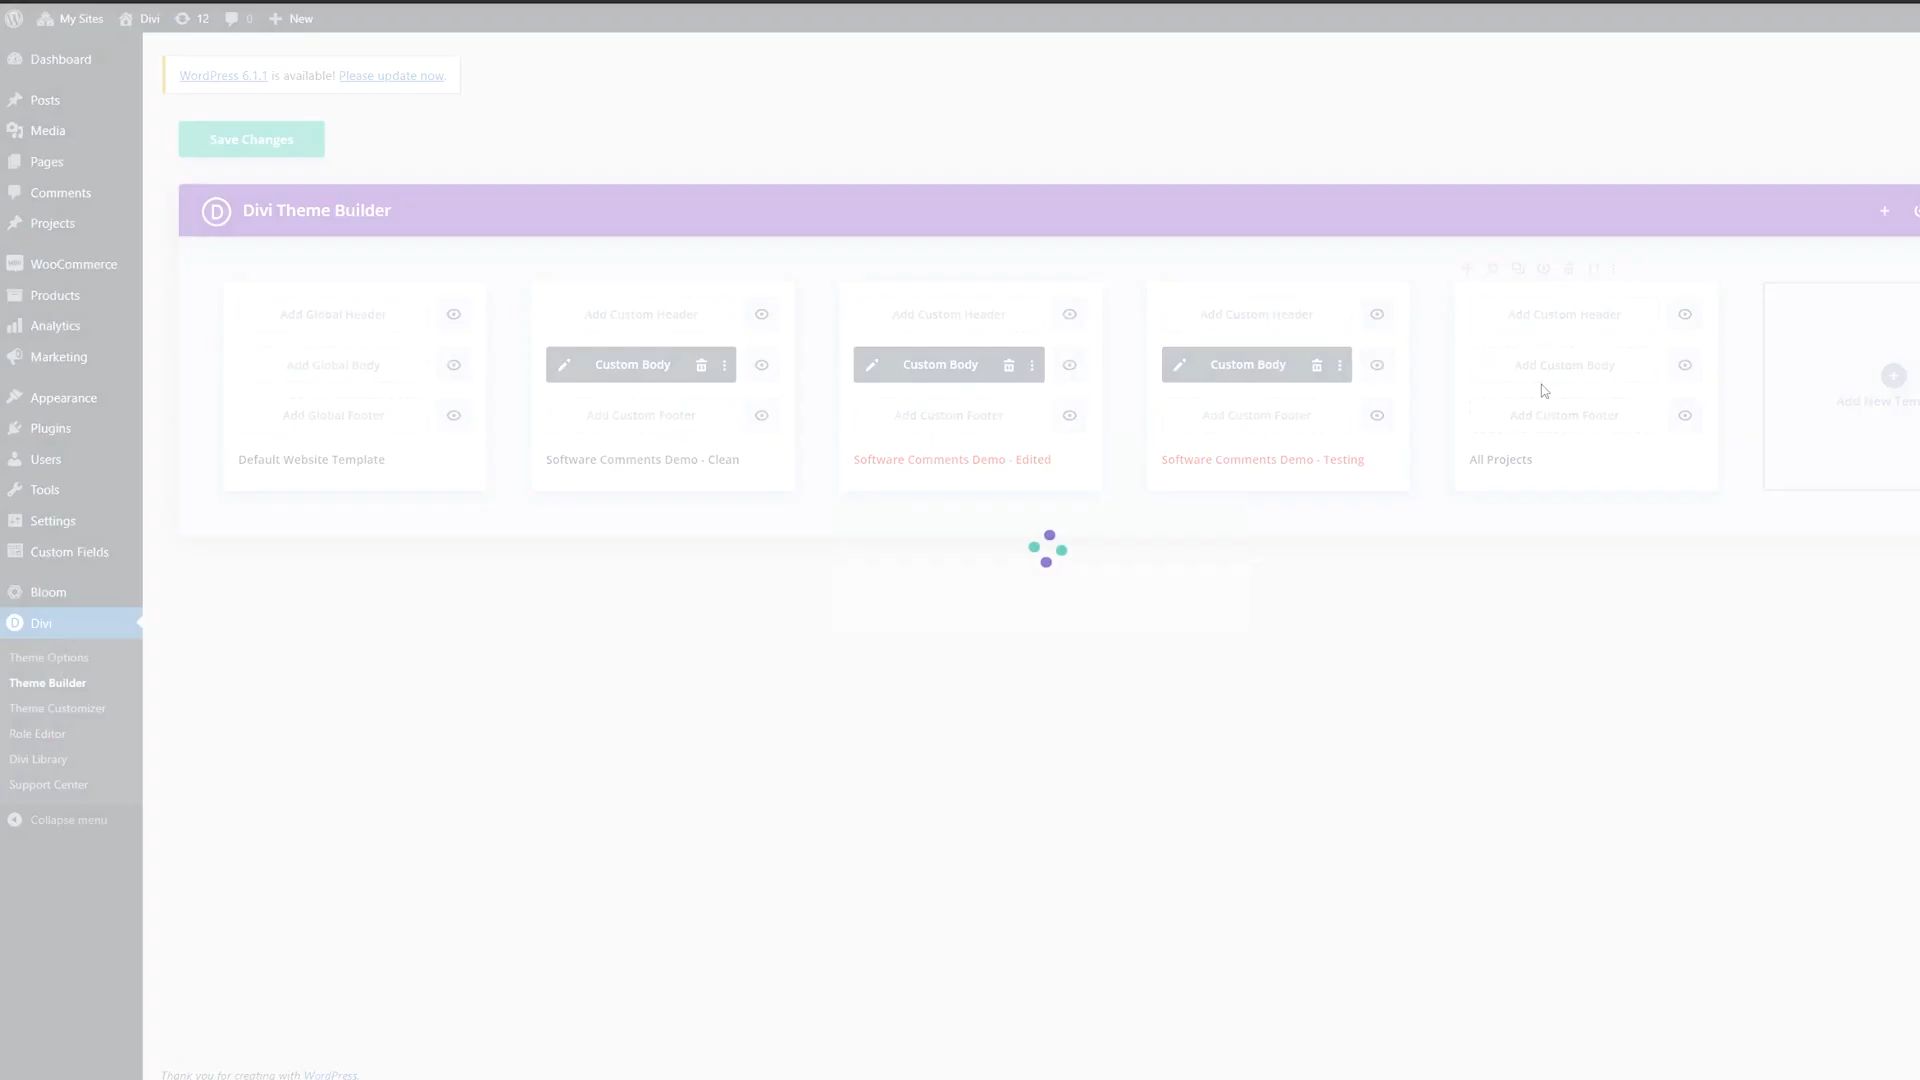 My Sites
Divi
12
0
New
Dashboard
Posts
Media
Pages
Comments
Projects
WooCommerce
Products
Analytics
Marketing
Appearance
Plugins
Users
Tools
Settings
Custom Fields
Bloom
Divi
Theme Options
Theme Builder
Theme Customizer
Role Editor
Divi Library
Support Center
Collapse menu
WordPress 6.1.1 is available! Please update now.
Save Changes
D Divi Theme Builder
Add Global Header
Add Global Body
Add Global Footer
Default Website Template
Add Custom Header
Custom Body
Add Custom Footer
Software Comments Demo - Clean
Add Custom Header
Custom Body
Add Custom Footer
Software Comments Demo - Edited
Add Custom Header
Custom Body
Add Custom Footer
Software Comments Demo - Testing
Add Custom Header
Add Custom Body
Add Custom Footer
All Projects
Add New Tem
Thank you for creating with WordPress.